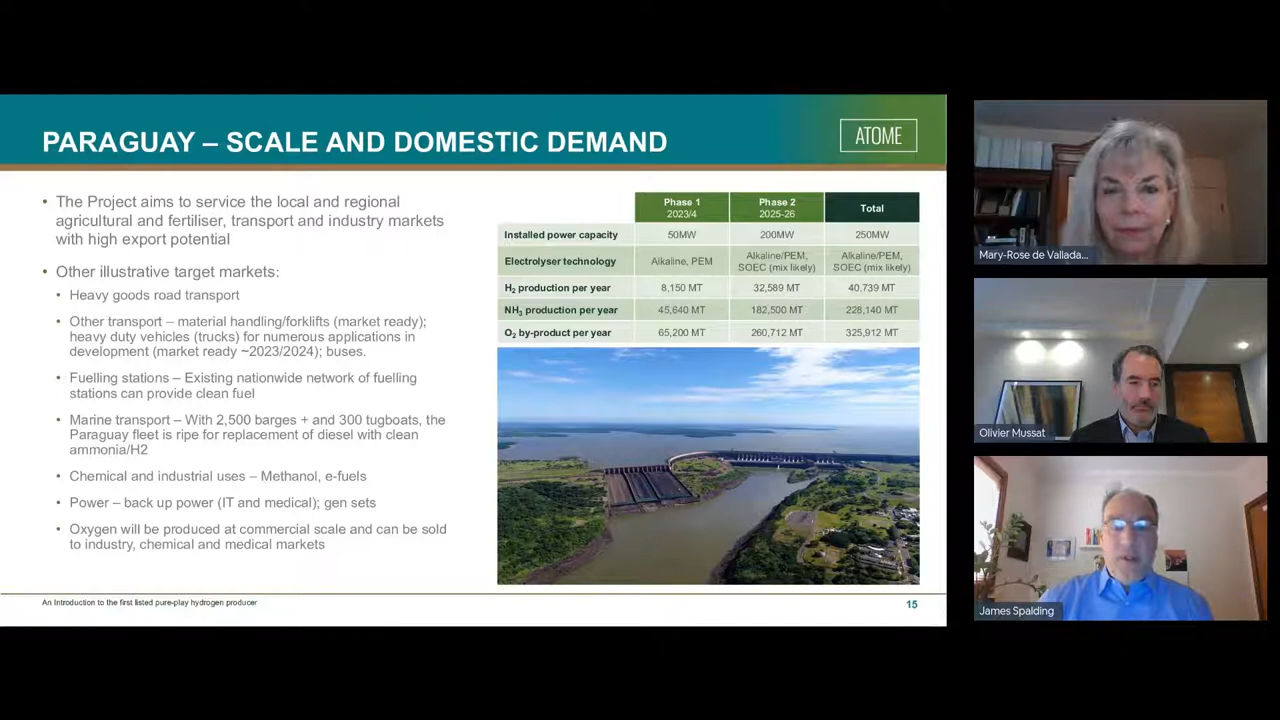 PARAGUAY – SCALE AND DOMESTIC DEMAND
ATOME
• The Project aims to service the local and regional
agricultural and fertiliser, transport and industry markets
with high export potential
• Other illustrative target markets:
• Heavy goods road transport
• Other transport – material handling/forklifts (market ready);
heavy duty vehicles (trucks) for numerous applications in
development (market ready ~2023/2024); buses.
• Fuelling stations – Existing nationwide network of fuelling
stations can provide clean fuel
• Marine transport – With 2,500 barges + and 300 tugboats, the
Paraguay fleet is ripe for replacement of diesel with clean
ammonia/H2
• Chemical and industrial uses – Methanol, e-fuels
• Power – back up power (IT and medical); gen sets
• Oxygen will be produced at commercial scale and can be sold
to industry, chemical and medical markets
Phase 1 2023/4 Phase 2 2025-26 Total
Installed power capacity 50MW 200MW 250MW
Electrolyser technology Alkaline, PEM Alkaline/PEM, SOEC (mix likely) Alkaline/PEM, SOEC (mix likely)
H₂ production per year 8,150 MT 32,589 MT 40,739 MT
NH₃ production per year 45,640 MT 182,500 MT 228,140 MT
O₂ by-product per year 65,200 MT 260,712 MT 325,912 MT
An Introduction to the first listed pure-play hydrogen producer
15
Mary-Rose de Vallada...
Olivier Mussat
James Spalding